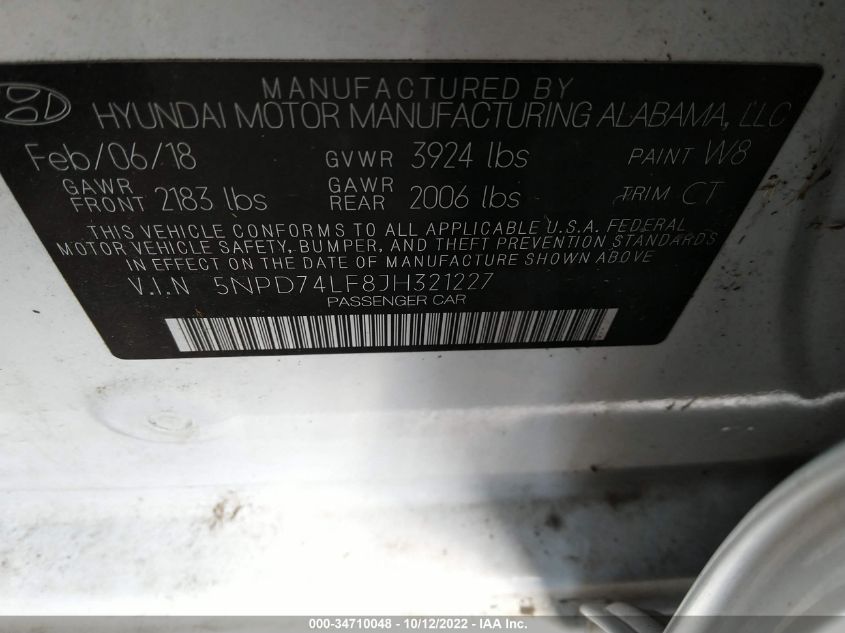 MANUFACTURED BY
HYUNDAI MOTOR MANUFACTURING ALABAMA, LLC
Feb/06/18 GVWR 3924 lbs PAINT W8
GAWR FRONT 2183 lbs GAWR REAR 2006 lbs TRIM CT
THIS VEHICLE CONFORMS TO ALL APPLICABLE U.S.A. FEDERAL
MOTOR VEHICLE SAFETY, BUMPER, AND THEFT PREVENTION STANDARDS
IN EFFECT ON THE DATE OF MANUFACTURE SHOWN ABOVE
V.I.N 5NPD74LF8JH321227
PASSENGER CAR
000-34710048 - 10/12/2022 - IAA Inc.